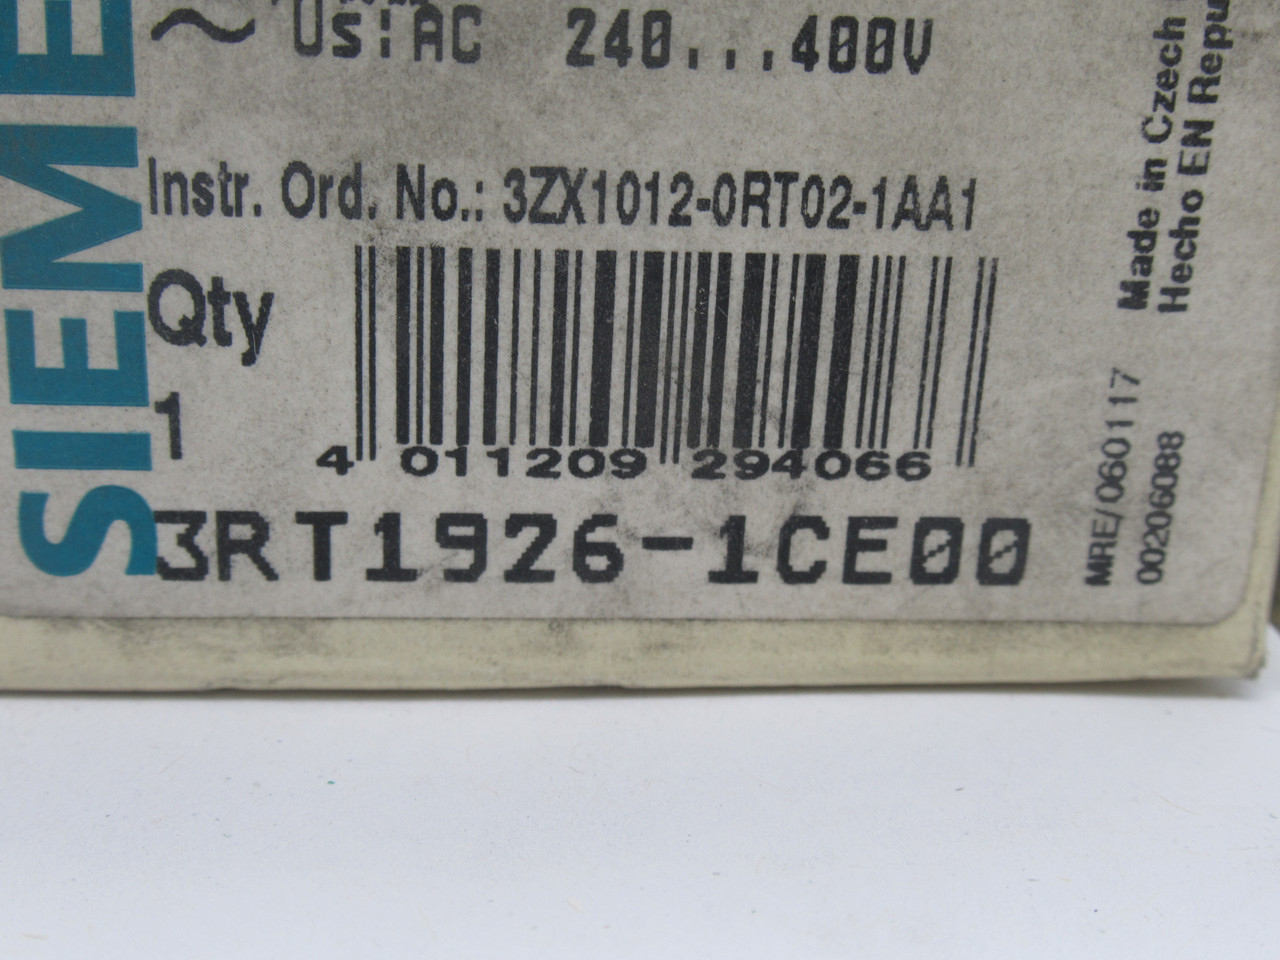 SIEME
~ Us:AC 240...400V
Instr. Ord. No.: 3ZX1012-0RT02-1AA1
Qty
1
4 011209 294066
3RT1926-1CE00
Made in Czech
Hecho EN Repu
MRE/060117
00206088